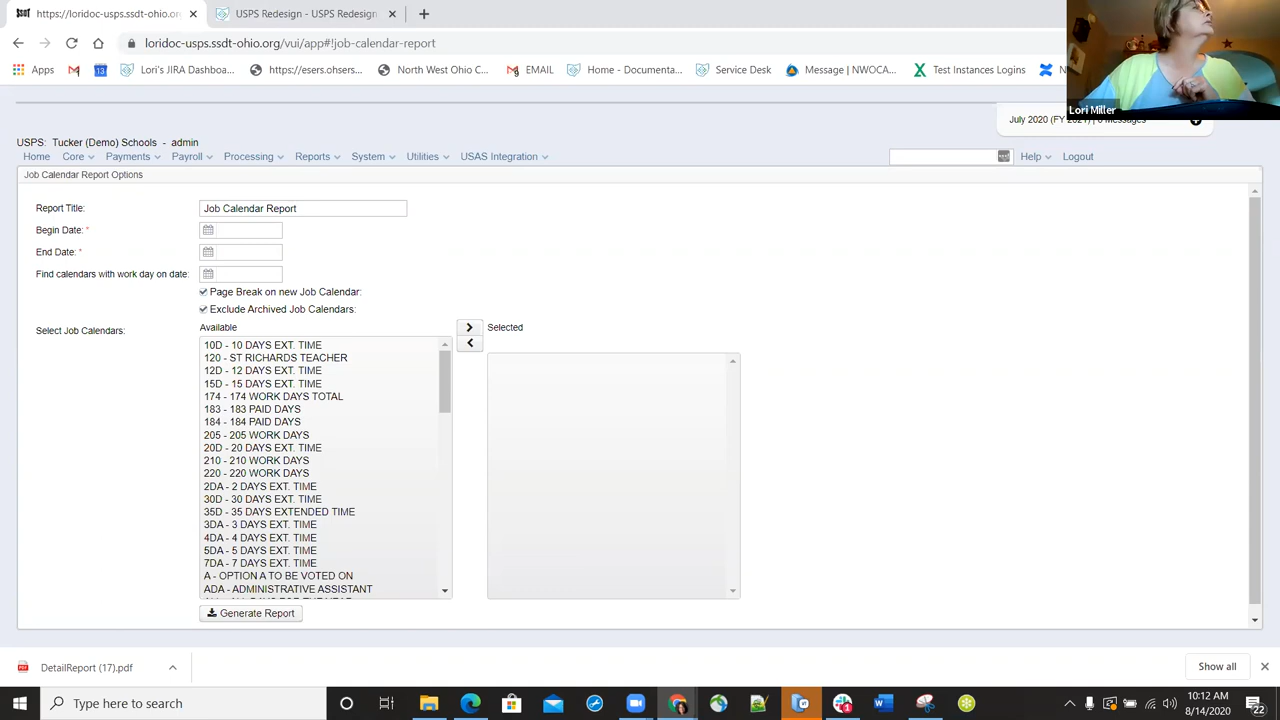 SSDT https://loridoc-usps.ssdt-ohio.org
USPS Redesign - USPS Redesign
loridoc-usps.ssdt-ohio.org/vui/app#!job-calendar-report
Apps
Lori's JIRA Dashboa...
https://esers.ohsers...
North West Ohio C...
EMAIL
Home - Documenta...
Service Desk
Message | NWOCA...
Test Instances Logins
Lori Miller
July 2020 (FY 2021) | 0 Messages
USPS: Tucker (Demo) Schools - admin
Home Core Payments Payroll Processing Reports System Utilities USAS Integration Help Logout
Job Calendar Report Options
Report Title: Job Calendar Report
Begin Date: *
End Date: *
Find calendars with work day on date:
Page Break on new Job Calendar:
Exclude Archived Job Calendars:
Select Job Calendars: Available Selected
10D - 10 DAYS EXT. TIME
120 - ST RICHARDS TEACHER
12D - 12 DAYS EXT. TIME
15D - 15 DAYS EXT. TIME
174 - 174 WORK DAYS TOTAL
183 - 183 PAID DAYS
184 - 184 PAID DAYS
205 - 205 WORK DAYS
20D - 20 DAYS EXT. TIME
210 - 210 WORK DAYS
220 - 220 WORK DAYS
2DA - 2 DAYS EXT. TIME
30D - 30 DAYS EXT. TIME
35D - 35 DAYS EXTENDED TIME
3DA - 3 DAYS EXT. TIME
4DA - 4 DAYS EXT. TIME
5DA - 5 DAYS EXT. TIME
7DA - 7 DAYS EXT. TIME
A - OPTION A TO BE VOTED ON
ADA - ADMINISTRATIVE ASSISTANT
Generate Report
DetailReport (17).pdf
Show all
Type here to search
10:12 AM
8/14/2020
22